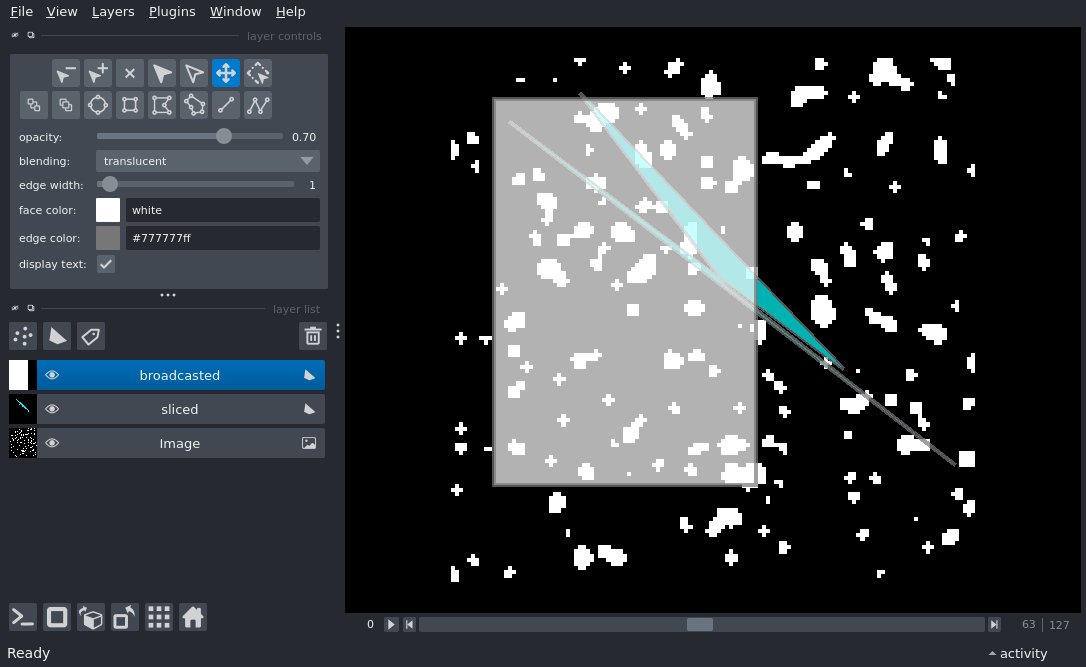 File View Layers Plugins Window Help
layer controls
opacity: 0.70
blending: translucent
edge width: 1
face color: white
edge color: #777777ff
display text:
layer list
broadcasted
sliced
Image
0 63 127
Ready activity